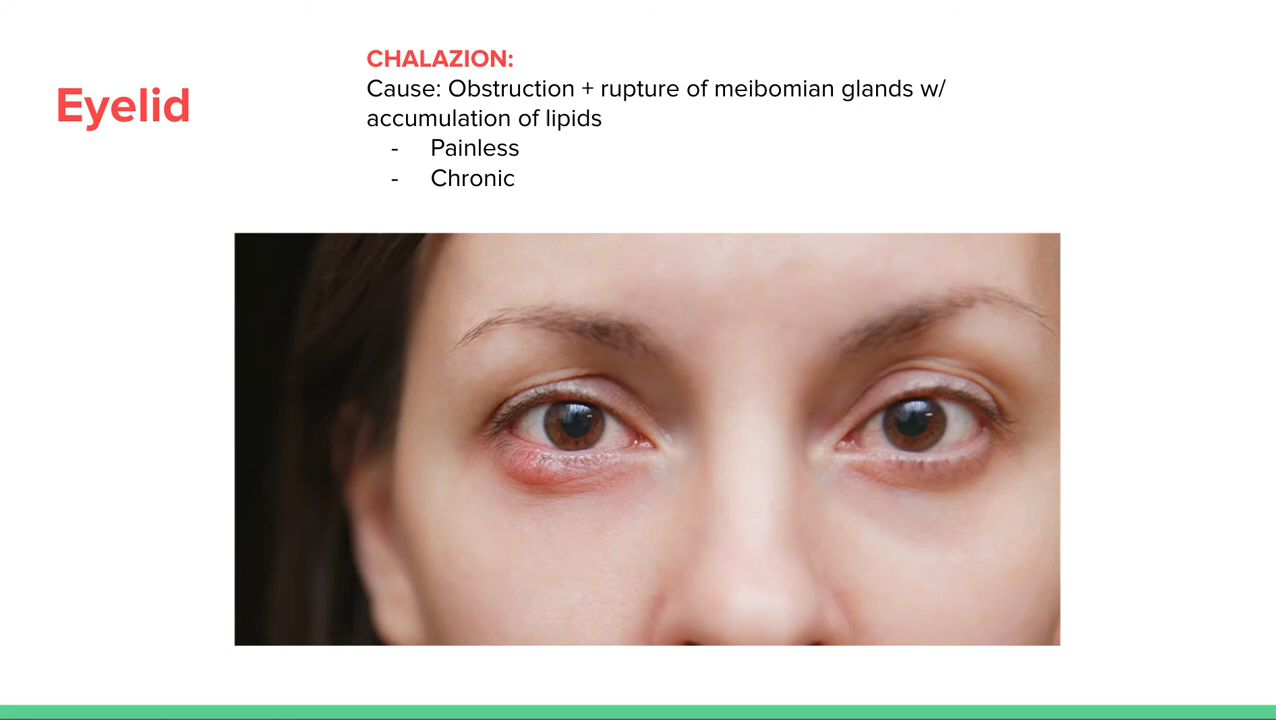 Eyelid
CHALAZION:
Cause: Obstruction + rupture of meibomian glands w/
accumulation of lipids
- Painless
- Chronic